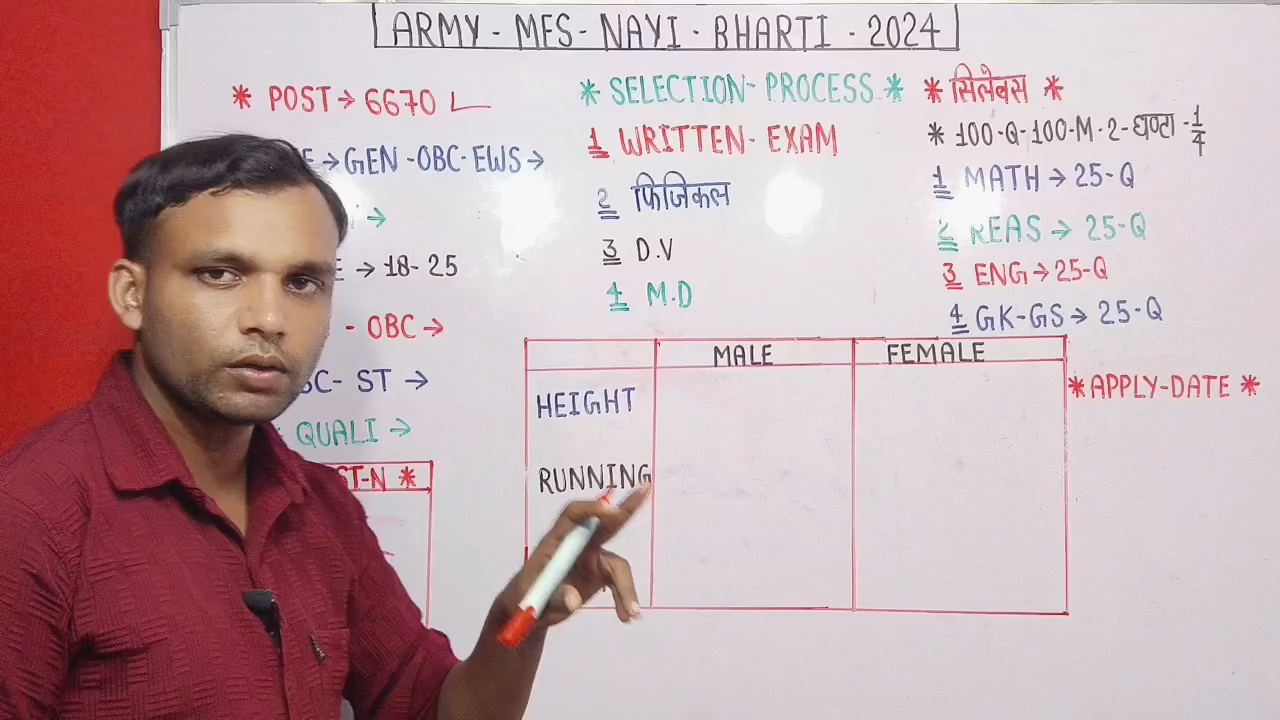 ARMY - MES - NAYI - BHARTI - 2024
* POST → 6670
→ GEN - OBC - EWS →
→
→ 18 - 25
- OBC →
SC - ST →
QUALI →
ST-N *
* SELECTION - PROCESS *
1 WRITTEN - EXAM
2 फिजिकल
3 D.V
4 M.D
* सिलेबस *
* 100-Q-100-M-2-घण्टा-1/4
1 MATH → 25-Q
2 REAS → 25-Q
3 ENG → 25-Q
4 GK-GS → 25-Q
MALE FEMALE
HEIGHT
RUNNING
* APPLY-DATE *